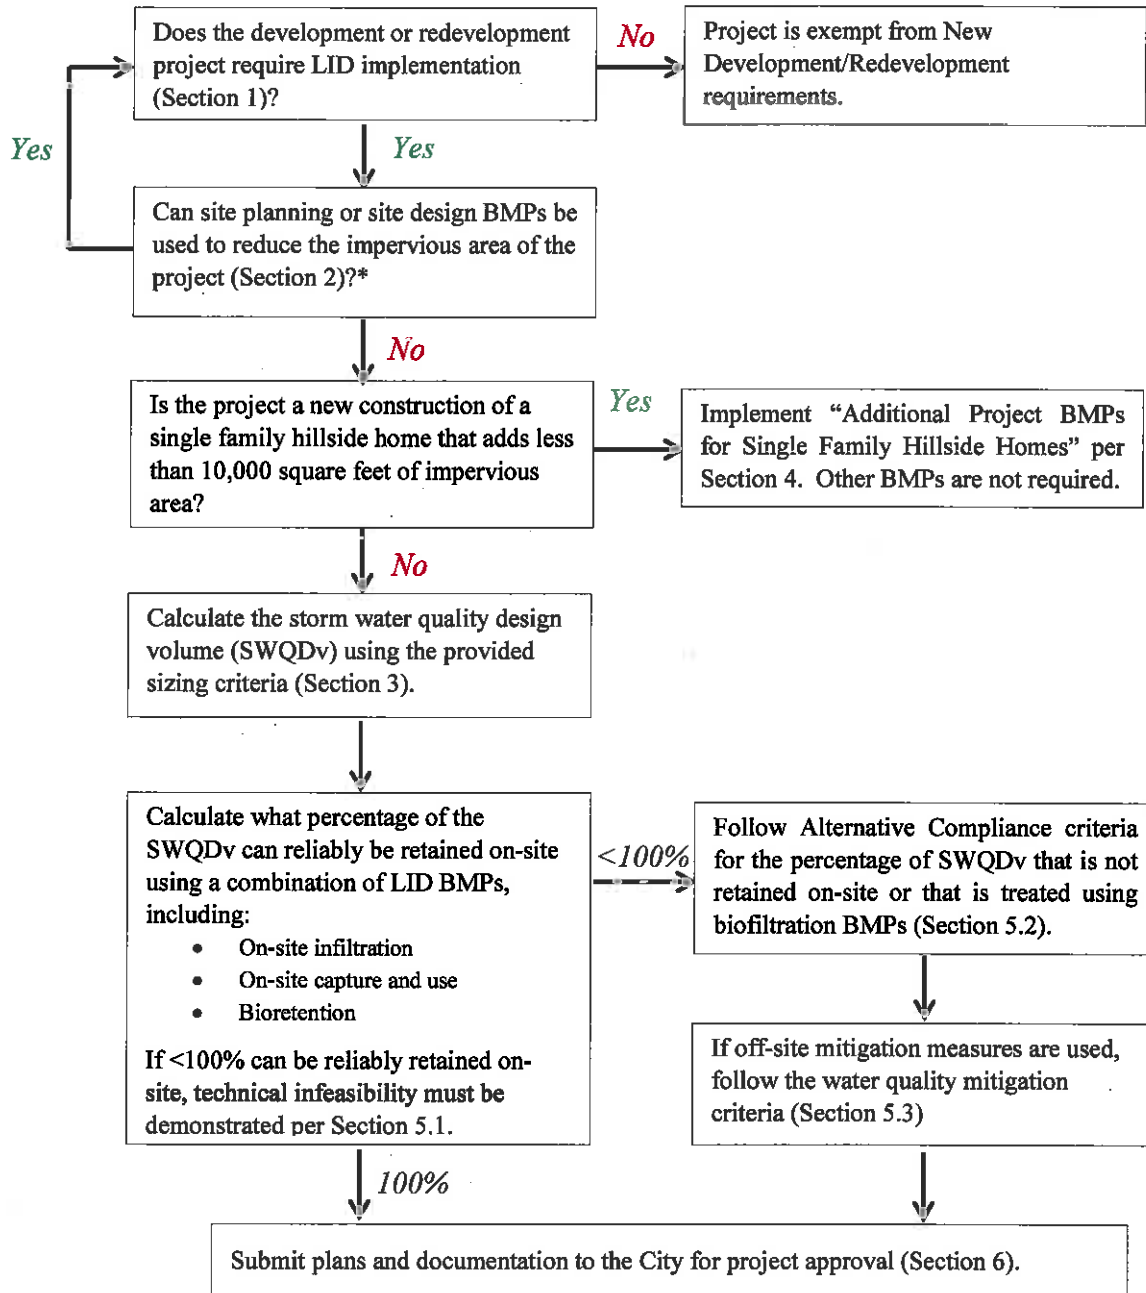 Does the development or redevelopment
project require LID implementation
(Section 1)?
No
Project is exempt from New
Development/Redevelopment
requirements.
Yes
Yes
Can site planning or site design BMPs be
used to reduce the impervious area of the
project (Section 2)?*
No
Is the project a new construction of a
single family hillside home that adds less
than 10,000 square feet of impervious
area?
Yes
Implement “Additional Project BMPs
for Single Family Hillside Homes” per
Section 4. Other BMPs are not required.
No
Calculate the storm water quality design
volume (SWQDv) using the provided
sizing criteria (Section 3).
Calculate what percentage of the
SWQDv can reliably be retained on-site
using a combination of LID BMPs,
including:
• On-site infiltration
• On-site capture and use
• Bioretention
If <100% can be reliably retained on-
site, technical infeasibility must be
demonstrated per Section 5.1.
<100%
Follow Alternative Compliance criteria
for the percentage of SWQDv that is not
retained on-site or that is treated using
biofiltration BMPs (Section 5.2).
If off-site mitigation measures are used,
follow the water quality mitigation
criteria (Section 5.3)
100%
Submit plans and documentation to the City for project approval (Section 6).